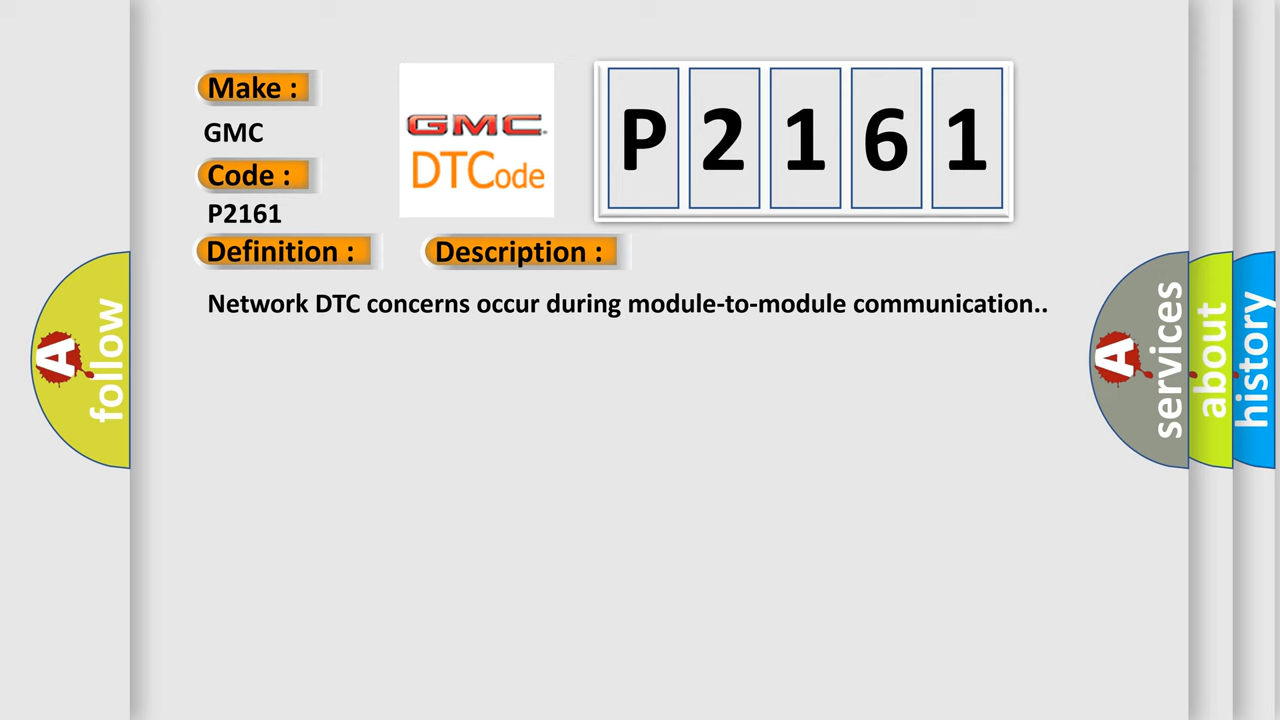 Make :
GMC
Code :
P2161
Definition :
Description :
Network DTC concerns occur during module-to-module communication..
GMC
DTCode
P 2 1 6 1
A follow
A services
about
history